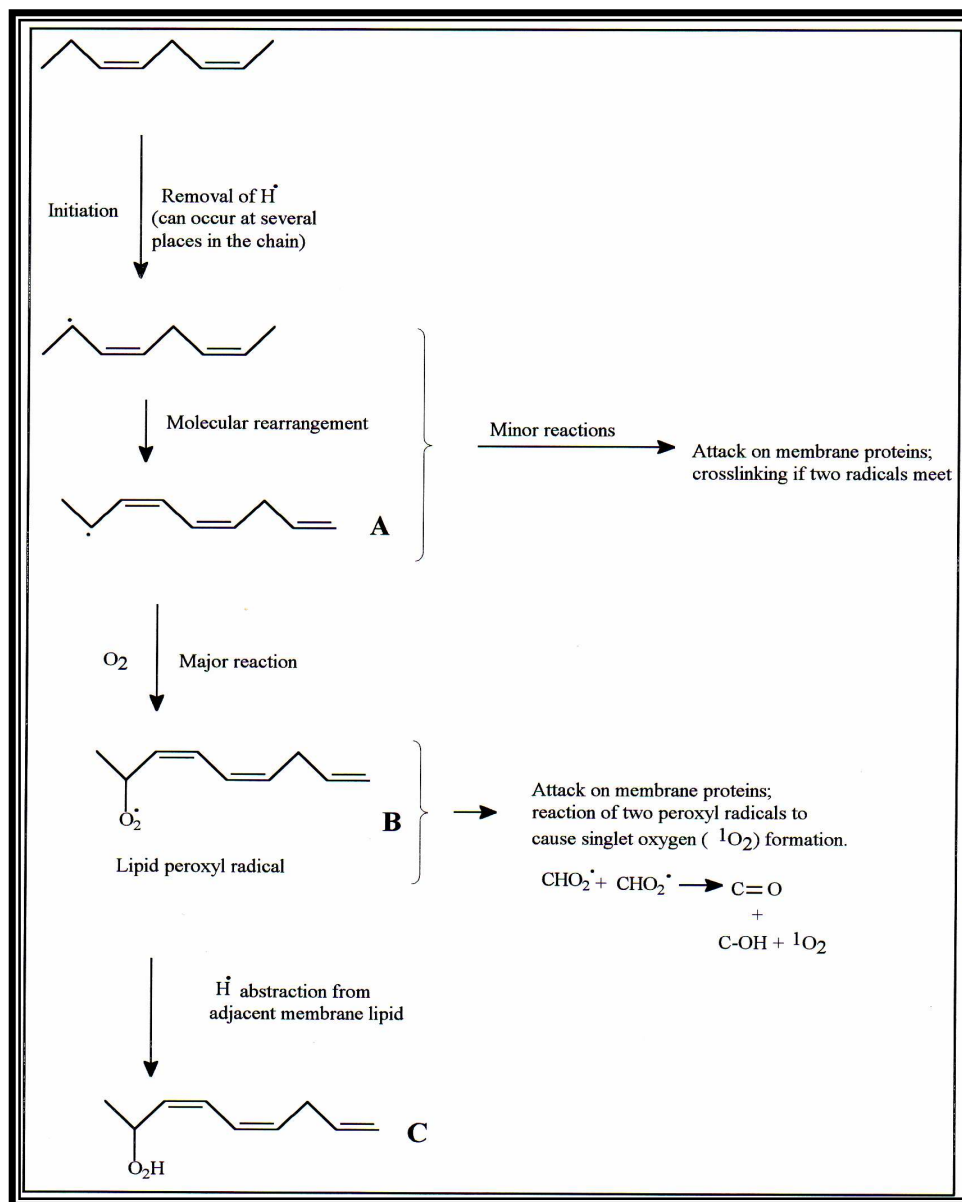 Initiation
Removal of H•
(can occur at several
places in the chain)
Molecular rearrangement
Minor reactions
Attack on membrane proteins;
crosslinking if two radicals meet
A
O2
Major reaction
O2•
B
Lipid peroxyl radical
Attack on membrane proteins;
reaction of two peroxyl radicals to
cause singlet oxygen ( 1O2) formation.
CHO2• + CHO2• C=O
+
C-OH + 1O2
H• abstraction from
adjacent membrane lipid
C
O2H